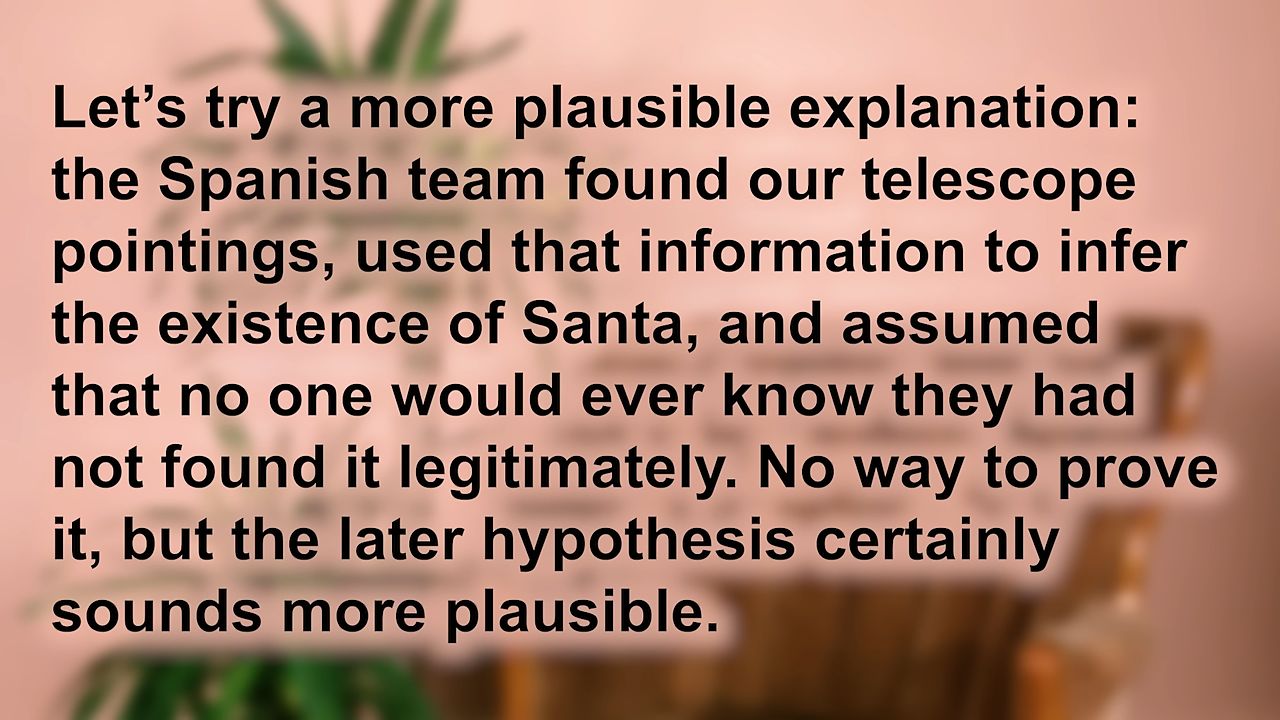 Let’s try a more plausible explanation:
the Spanish team found our telescope
pointings, used that information to infer
the existence of Santa, and assumed
that no one would ever know they had
not found it legitimately. No way to prove
it, but the later hypothesis certainly
sounds more plausible.